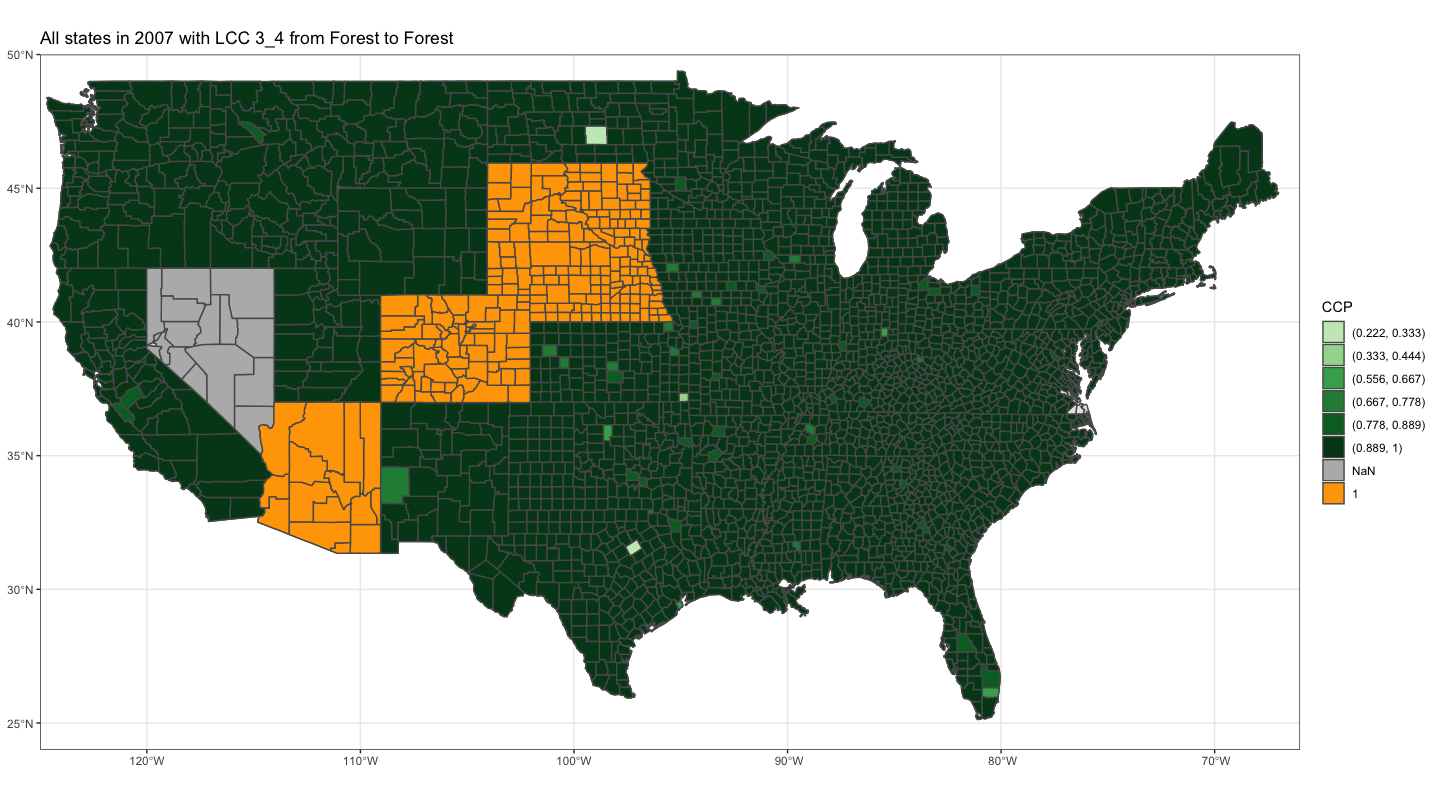 All states in 2007 with LCC 3_4 from Forest to Forest
50°N
45°N
40°N
35°N
30°N
25°N
120°W
110°W
100°W
90°W
80°W
70°W
CCP
(0.222, 0.333)
(0.333, 0.444)
(0.556, 0.667)
(0.667, 0.778)
(0.778, 0.889)
(0.889, 1)
NaN
1